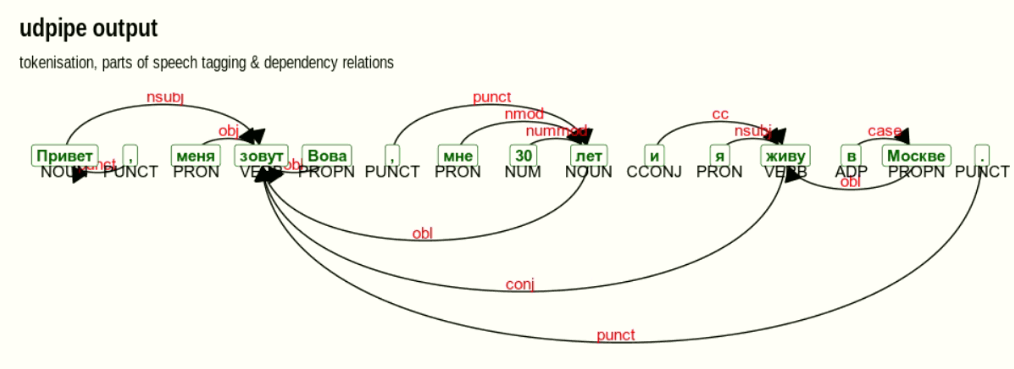 udpipe output
tokenisation, parts of speech tagging & dependency relations
nsubj punct
nmod cc
obj nummod nsubj case
Привет , меня зовут Вова , мне 30 лет и я живу в Москве .
punct obl
NOUN PUNCT PRON VERB PROPN PUNCT PRON NUM NOUN CCONJ PRON VERB ADP PROPN PUNCT
obl
obl
conj
punct